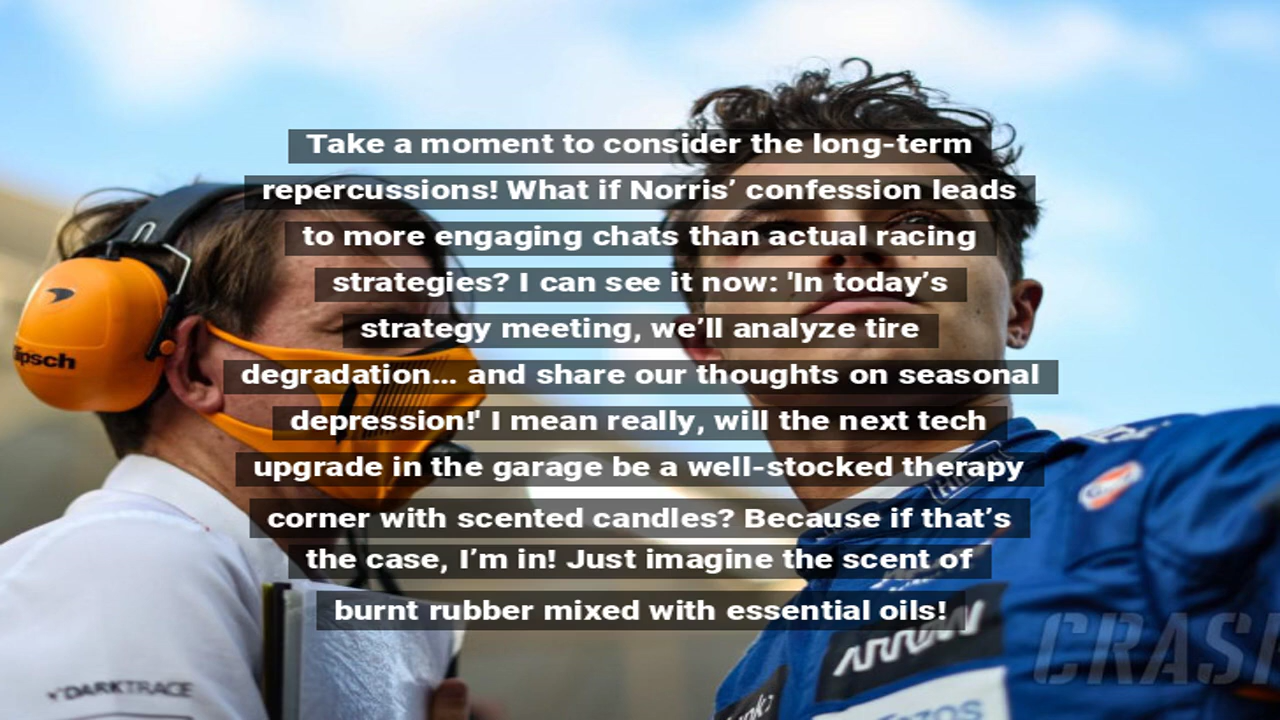 Take a moment to consider the long-term
repercussions! What if Norris’ confession leads
to more engaging chats than actual racing
strategies? I can see it now: 'In today’s
strategy meeting, we’ll analyze tire
degradation... and share our thoughts on seasonal
depression!' I mean really, will the next tech
upgrade in the garage be a well-stocked therapy
corner with scented candles? Because if that’s
the case, I’m in! Just imagine the scent of
burnt rubber mixed with essential oils!
ipsch
DARKTRACE
ARROW
CRASH